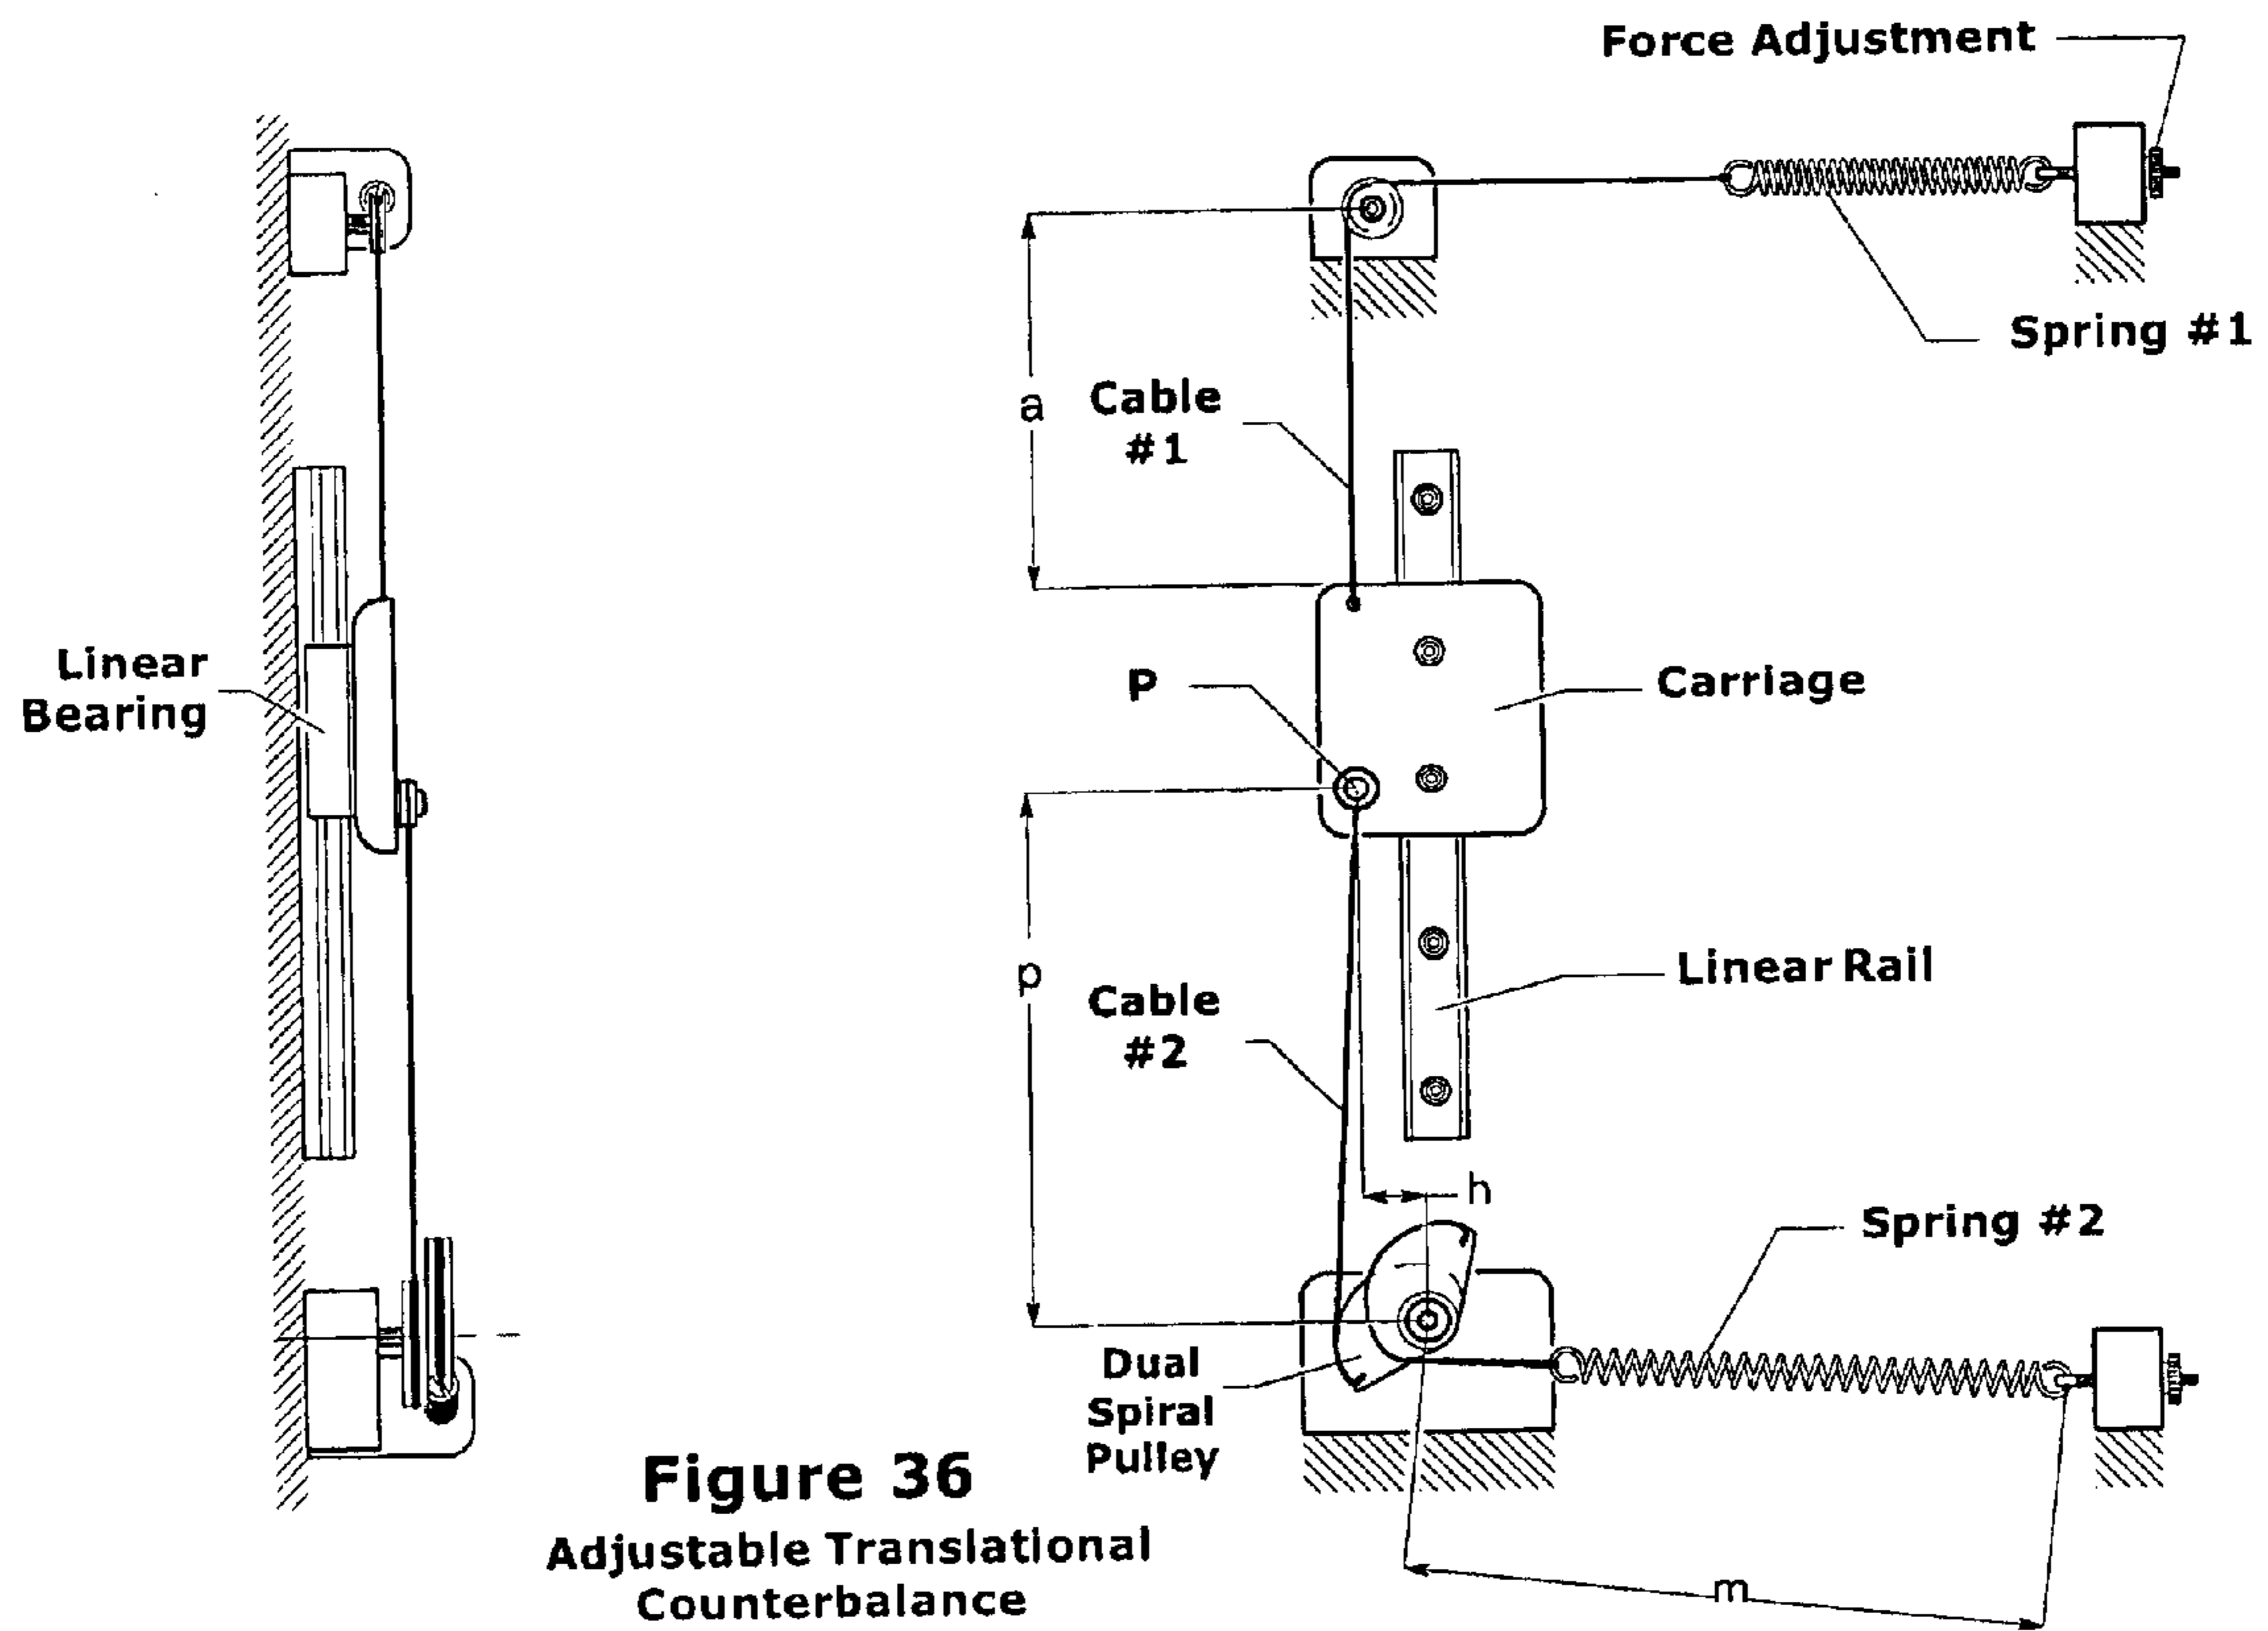 Force Adjustment
Spring #1
a
Cable
#1
Linear
Bearing
P
Carriage
p
Cable
#2
Linear Rail
h
Spring #2
Dual
Spiral
Pulley
m
Figure 36
Adjustable Translational
Counterbalance